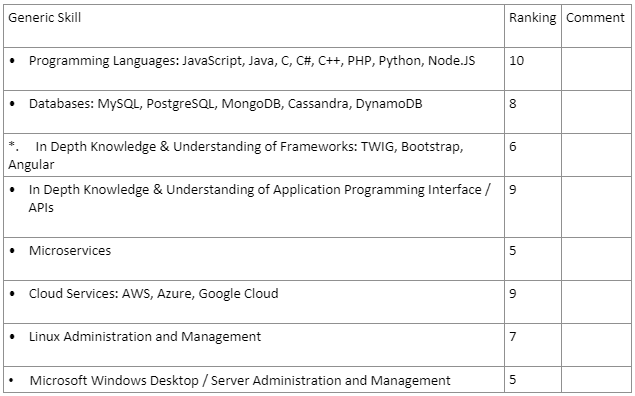 Generic Skill Ranking Comment
• Programming Languages: JavaScript, Java, C, C#, C++, PHP, Python, Node.JS 10
• Databases: MySQL, PostgreSQL, MongoDB, Cassandra, DynamoDB 8
*. In Depth Knowledge & Understanding of Frameworks: TWIG, Bootstrap, 6
Angular
• In Depth Knowledge & Understanding of Application Programming Interface / 9
APIs
• Microservices 5
• Cloud Services: AWS, Azure, Google Cloud 9
• Linux Administration and Management 7
• Microsoft Windows Desktop / Server Administration and Management 5